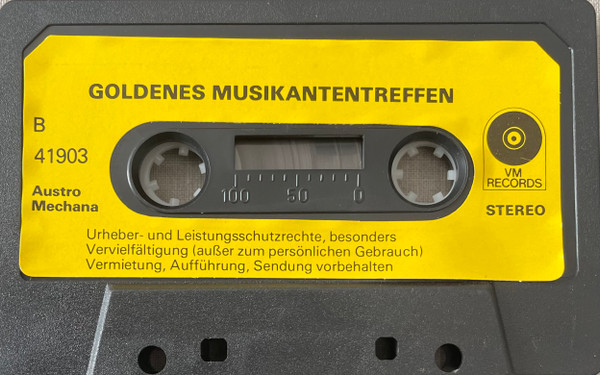 GOLDENES MUSIKANTENTREFFEN
B
41903
Austro
Mechana
100 50 0
VM
RECORDS
STEREO
Urheber- und Leistungsschutzrechte, besonders
Vervielfältigung (außer zum persönlichen Gebrauch)
Vermietung, Aufführung, Sendung vorbehalten